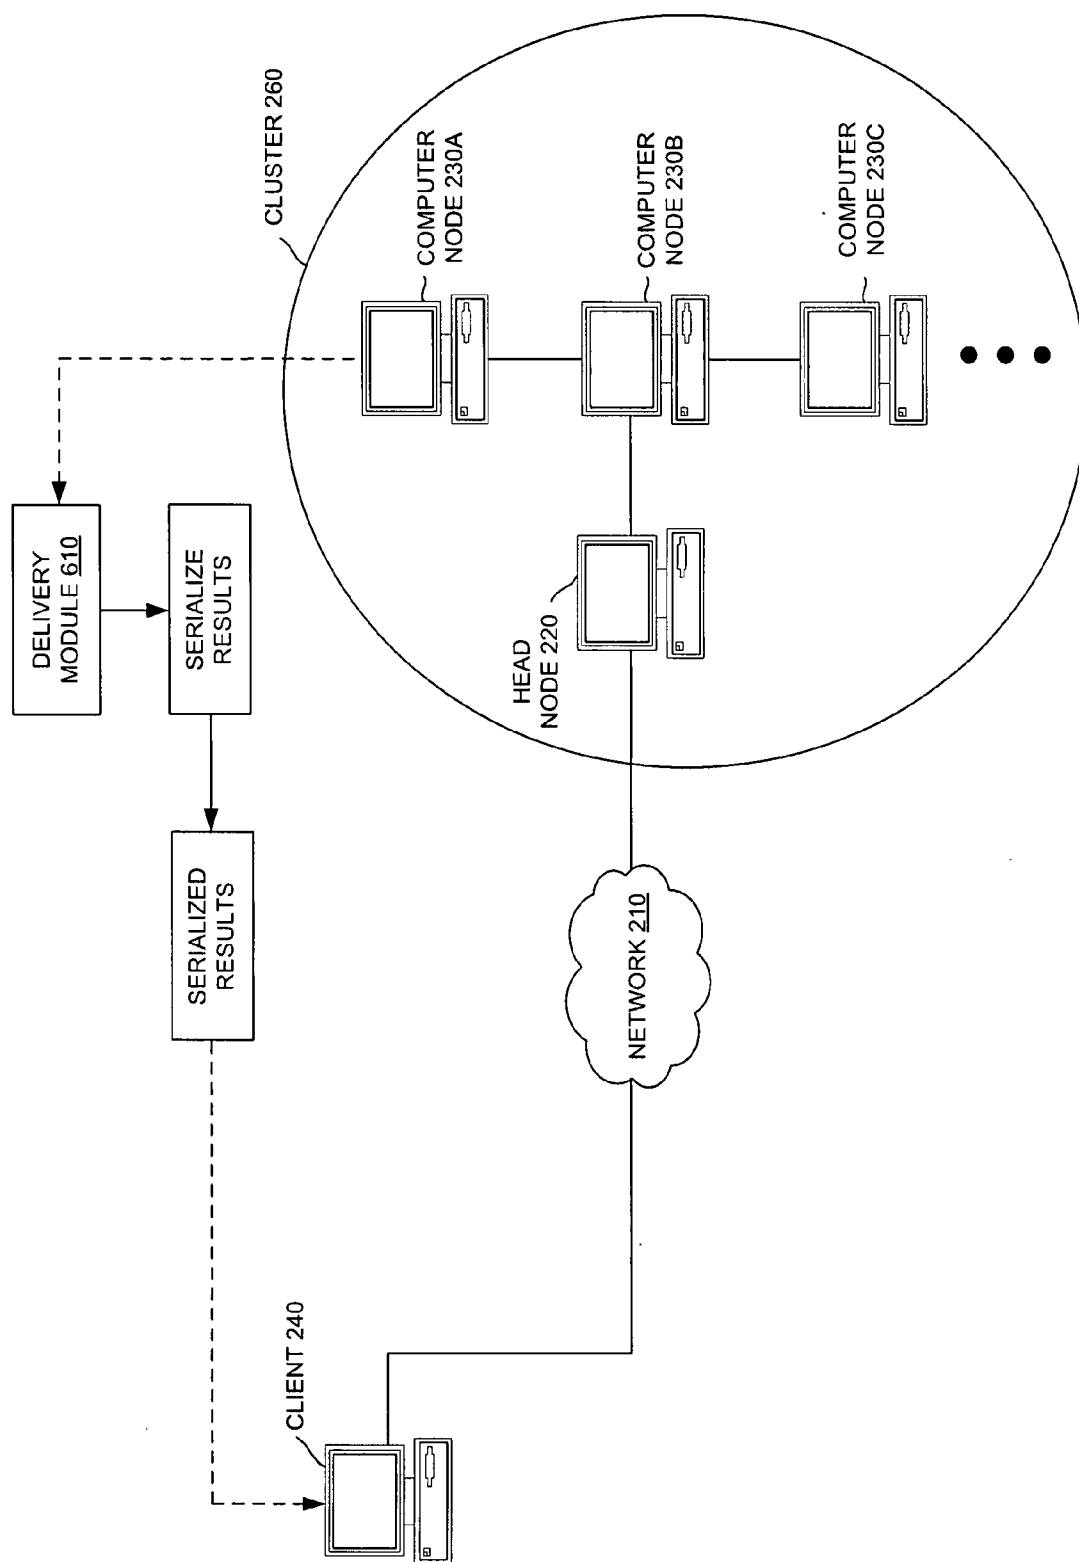 CLUSTER 260
DELIVERY
MODULE 610
SERIALIZE
RESULTS
SERIALIZED
RESULTS
CLIENT 240
COMPUTER
NODE 230A
COMPUTER
NODE 230B
COMPUTER
NODE 230C
HEAD
NODE 220
NETWORK 210